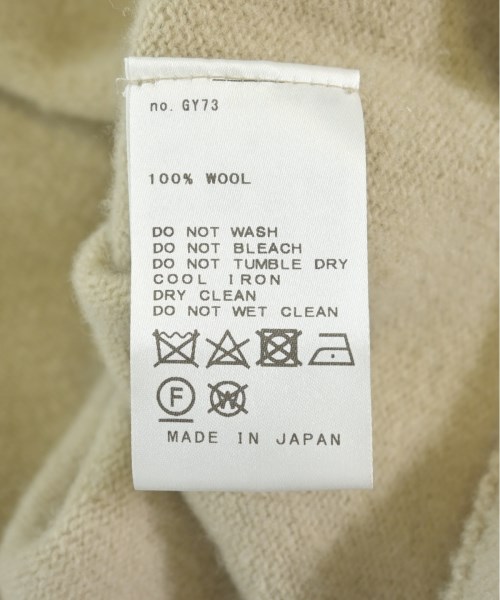 no. GY73
100% WOOL
DO NOT WASH
DO NOT BLEACH
DO NOT TUMBLE DRY
COOL IRON
DRY CLEAN
DO NOT WET CLEAN
F W
MADE IN JAPAN